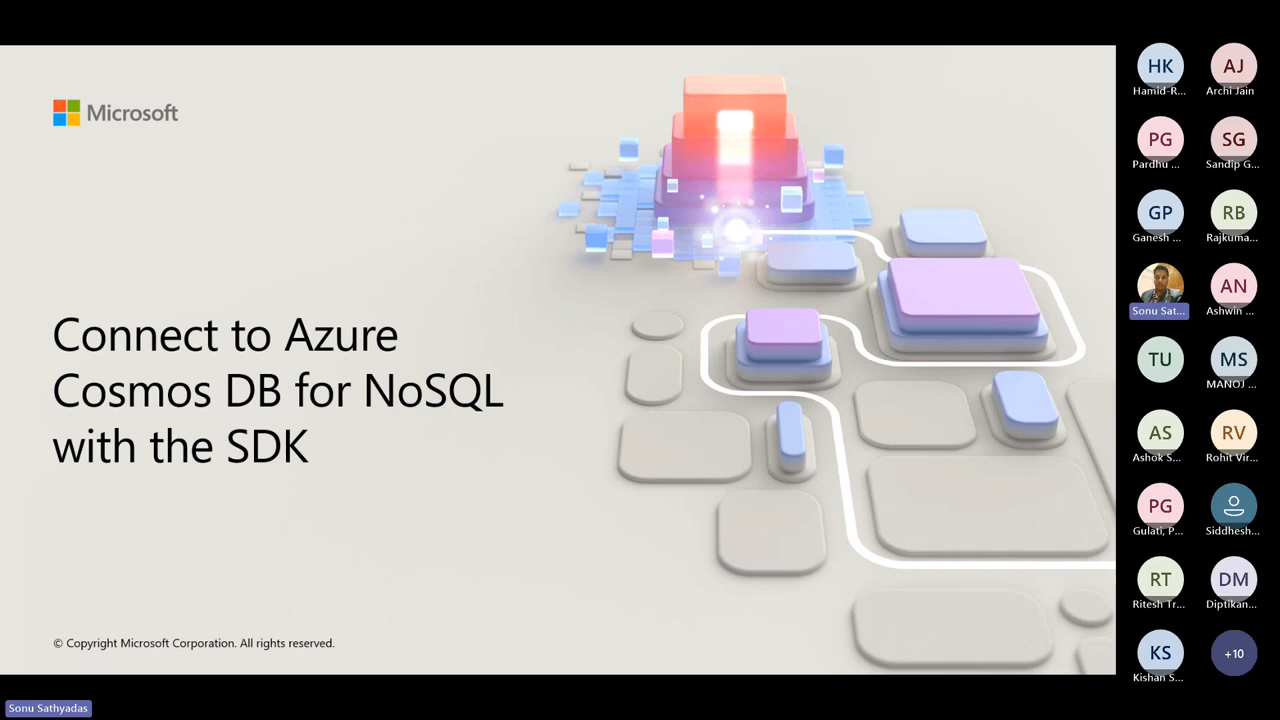 Microsoft
Connect to Azure
Cosmos DB for NoSQL
with the SDK
© Copyright Microsoft Corporation. All rights reserved.
HK
Hamid-R...
AJ
Archi Jain
PG
Pardhu ...
SG
Sandip G...
GP
Ganesh ...
RB
Rajkuma...
Sonu Sat...
AN
Ashwin ...
TU
MS
MANOJ ...
AS
Ashok S...
RV
Rohit Vir...
PG
Gulati, P...
Siddhesh...
RT
Ritesh Tr...
DM
Diptikan...
KS
Kishan S...
+10
Sonu Sathyadas